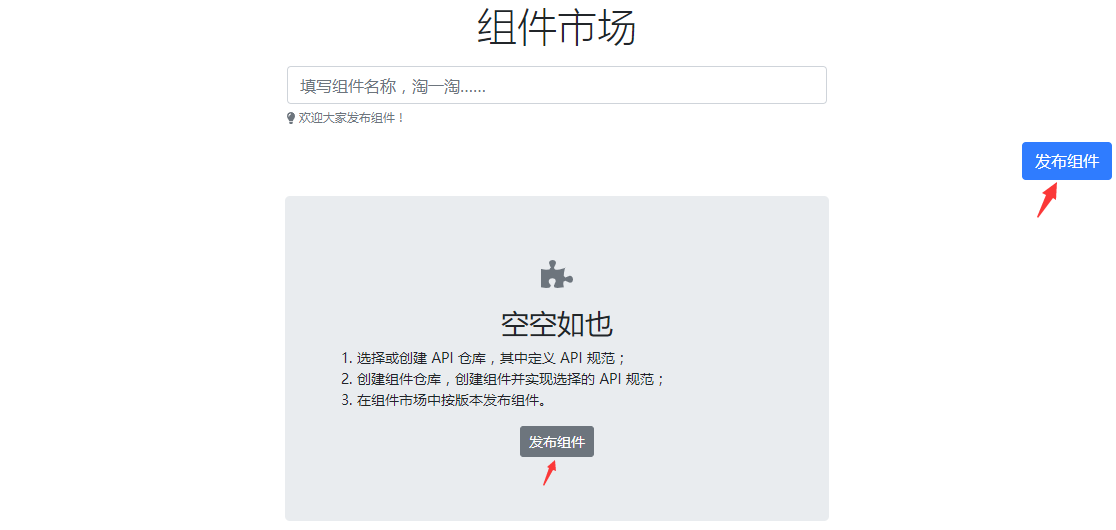 组件市场
填写组件名称，淘一淘......
欢迎大家发布组件！
发布组件
空空如也
1. 选择或创建 API 仓库，其中定义 API 规范；
2. 创建组件仓库，创建组件并实现选择的 API 规范；
3. 在组件市场中按版本发布组件。
发布组件